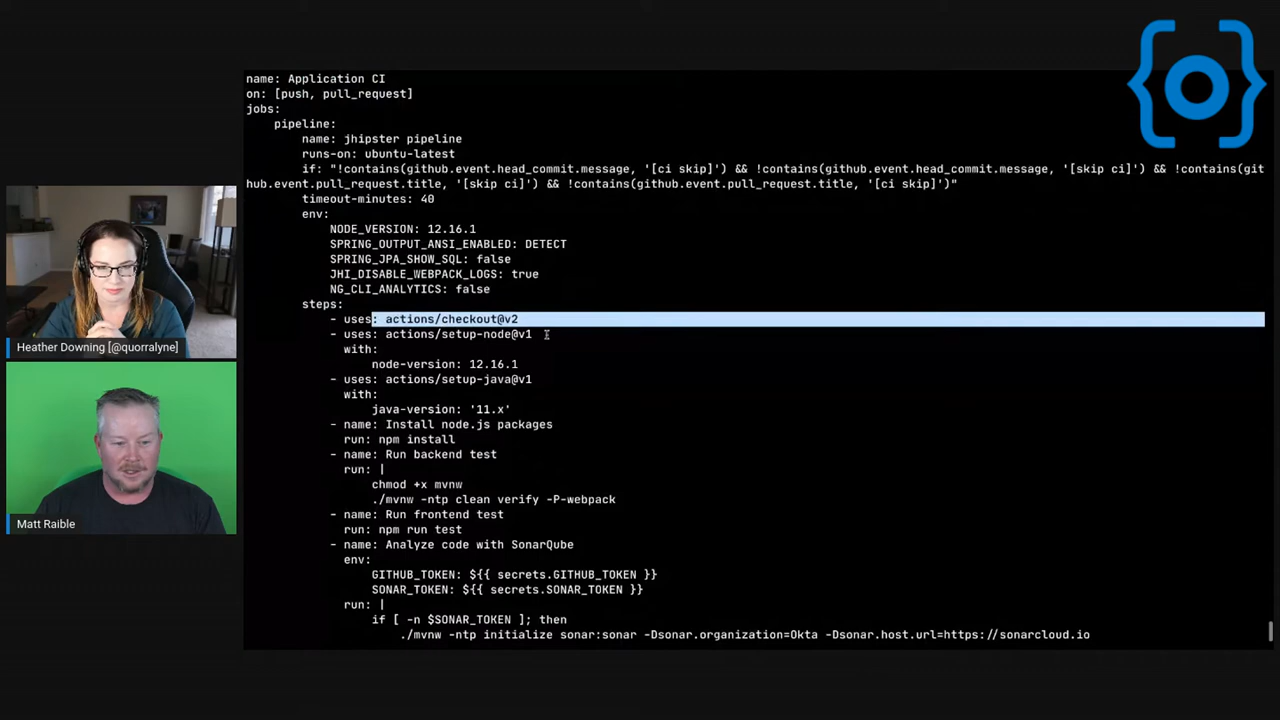 name: Application CI
on: [push, pull_request]
jobs:
pipeline:
name: jhipster pipeline
runs-on: ubuntu-latest
if: "!contains(github.event.head_commit.message, '[ci skip]') && !contains(github.event.head_commit.message, '[skip ci]') && !contains(git
hub.event.pull_request.title, '[skip ci]') && !contains(github.event.pull_request.title, '[ci skip]')"
timeout-minutes: 40
env:
NODE_VERSION: 12.16.1
SPRING_OUTPUT_ANSI_ENABLED: DETECT
SPRING_JPA_SHOW_SQL: false
JHI_DISABLE_WEBPACK_LOGS: true
NG_CLI_ANALYTICS: false
steps:
- uses: actions/checkout@v2
- uses: actions/setup-node@v1
with:
node-version: 12.16.1
- uses: actions/setup-java@v1
with:
java-version: '11.x'
- name: Install node.js packages
run: npm install
- name: Run backend test
run: |
chmod +x mvnw
./mvnw -ntp clean verify -P-webpack
- name: Run frontend test
run: npm run test
- name: Analyze code with SonarQube
env:
GITHUB_TOKEN: ${{ secrets.GITHUB_TOKEN }}
SONAR_TOKEN: ${{ secrets.SONAR_TOKEN }}
run: |
if [ -n $SONAR_TOKEN ]; then
./mvnw -ntp initialize sonar:sonar -Dsonar.organization=Okta -Dsonar.host.url=https://sonarcloud.io
Heather Downing [@quorralyne]
Matt Raible